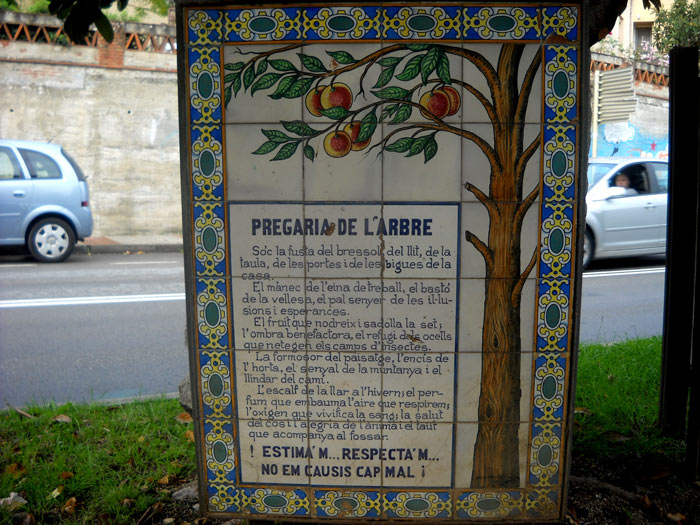 PREGARIA DE L'ARBRE
Sóc la fusta del bressol, del llit, de la
taula, de les portes i de les bigues de la
casa.
El mànec de l'eina de treball, el bastó
de la vellesa, el pal senyer de les il·lu-
sions i esperances.
El fruit que nodreix i sadolla la set;
l'ombra benefactora, el refugi dels ocells
que netegen els camps d'insectes.
La formosor del paisatge, l'encís de
l'horta, el senyal de la muntanya i el
llindar del camí.
L'escalf de la llar a l'hivern; el per-
fum que embauma l'aire que respirem;
l'oxigen que vivifica la sang; la salut
del cos i l'alegria de l'ànima i el taüt
que acompanya al fossar.
! ESTIMA'M... RESPECTA'M...
NO EM CAUSIS CAP MAL ¡